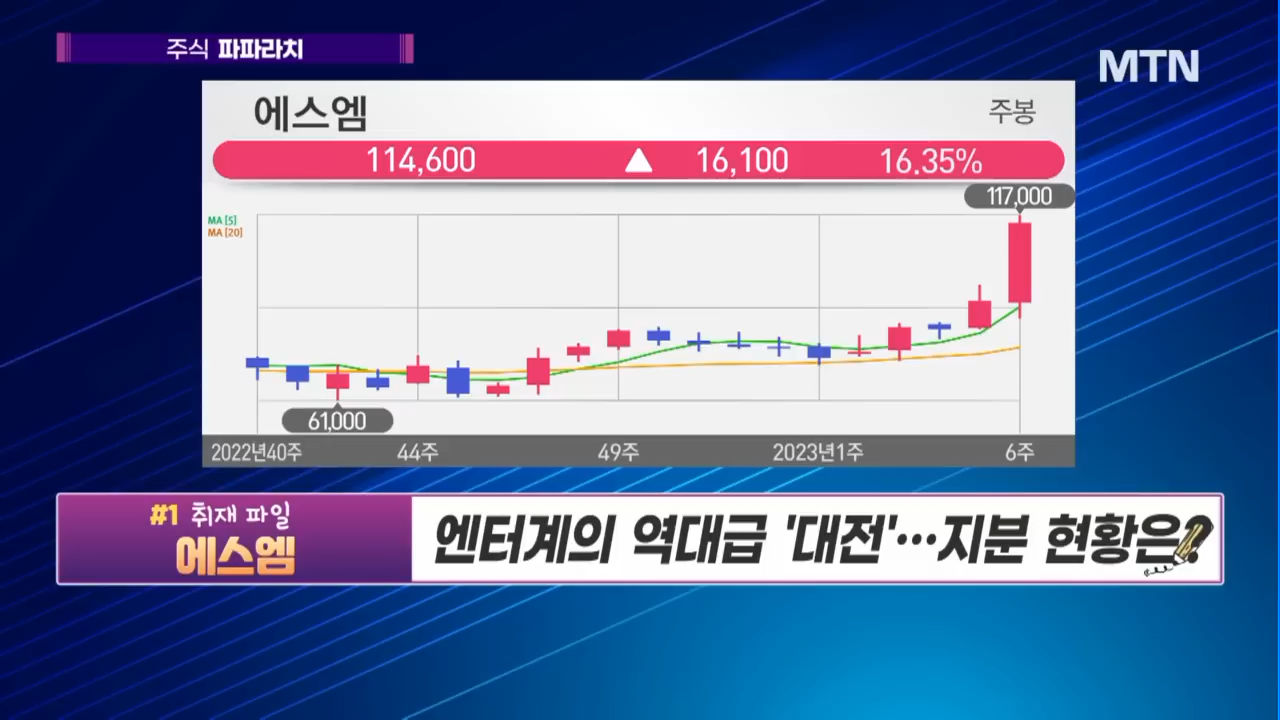 주식 파파라치
MTN
에스엠
주봉
114,600 ▲ 16,100 16.35%
117,000
MA [5]
MA [20]
61,000
2022년40주 44주 49주 2023년1주 6주
#1 취재 파일
에스엠
엔터계의 역대급 '대전'…지분 현황은?